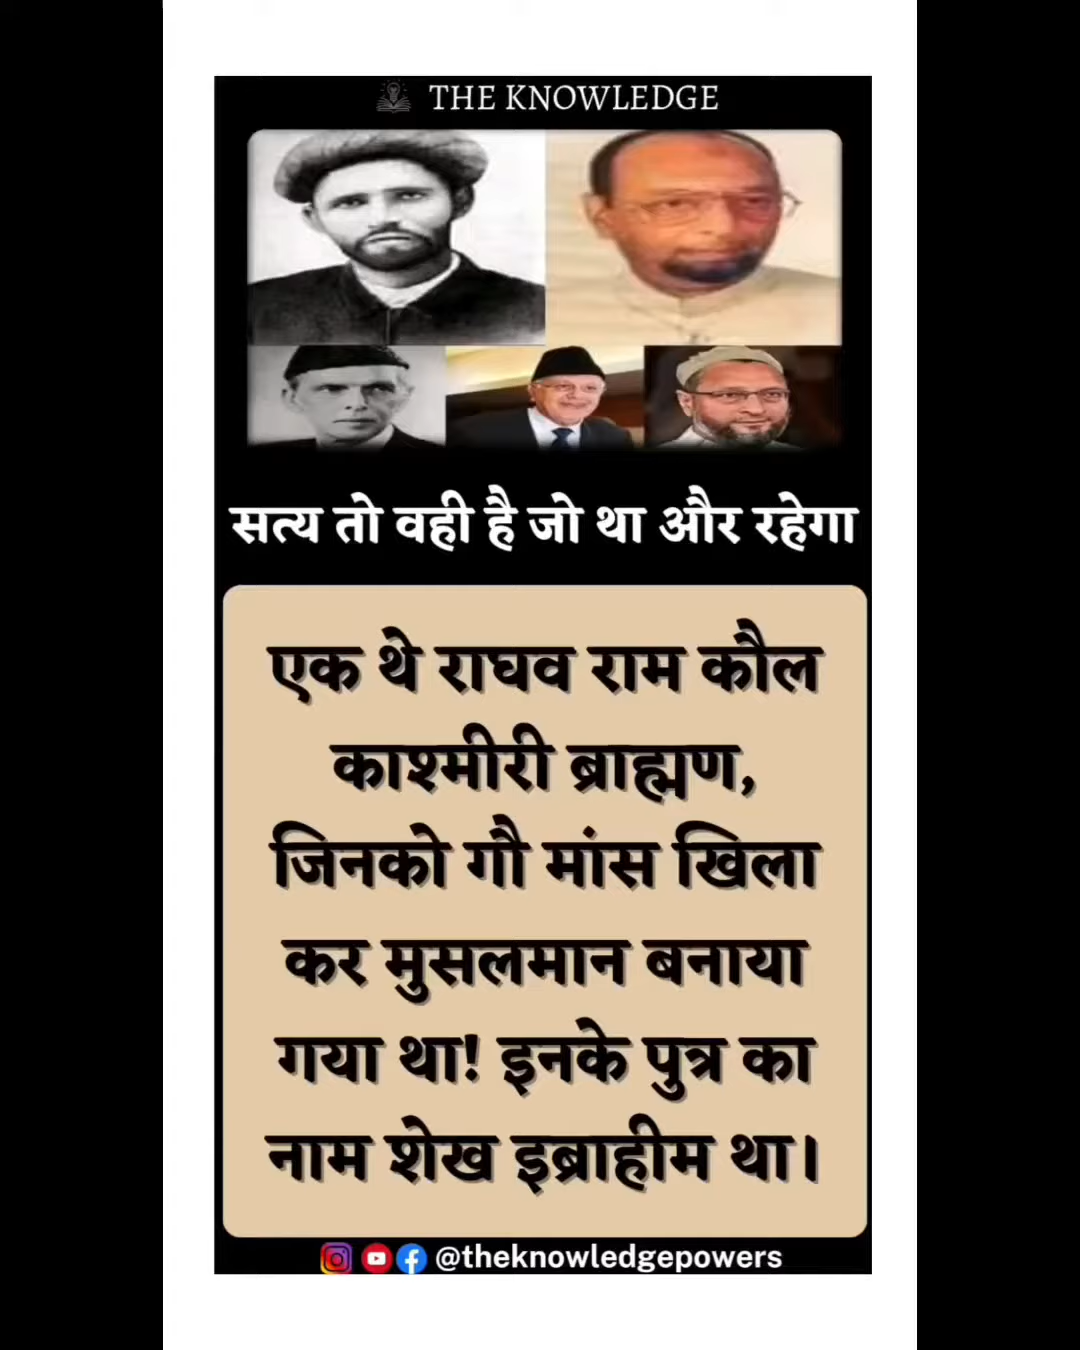 THE KNOWLEDGE
सत्य तो वही है जो था और रहेगा
एक थे राघव राम कौल
काश्मीरी ब्राह्मण,
जिनको गौ मांस खिला
कर मुसलमान बनाया
गया था! इनके पुत्र का
नाम शेख इब्राहीम था।
@theknowledgepowers